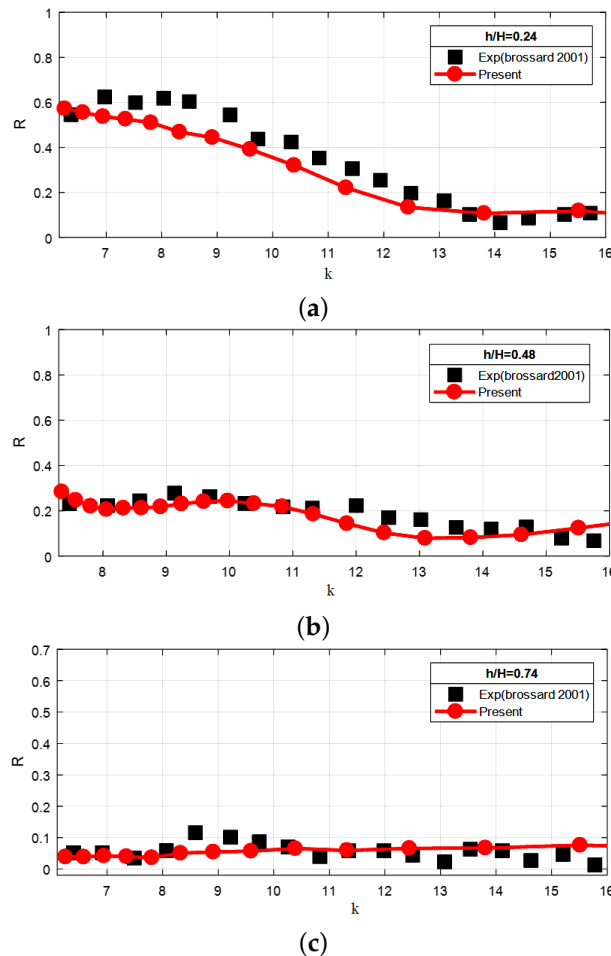 1
h/H=0.24
Exp(brossard 2001)
Present
0.8
0.6
R
0.4
0.2
0
7 8 9 10 11 12 13 14 15 16
k
(a)
1
h/H=0.48
Exp(brossard2001)
Present
0.8
0.6
R
0.4
0.2
0
8 9 10 11 12 13 14 15 16
k
(b)
0.7
h/H=0.74
Exp(brossard 2001)
Present
0.6
0.5
0.4
R
0.3
0.2
0.1
0
7 8 9 10 11 12 13 14 15 16
k
(c)